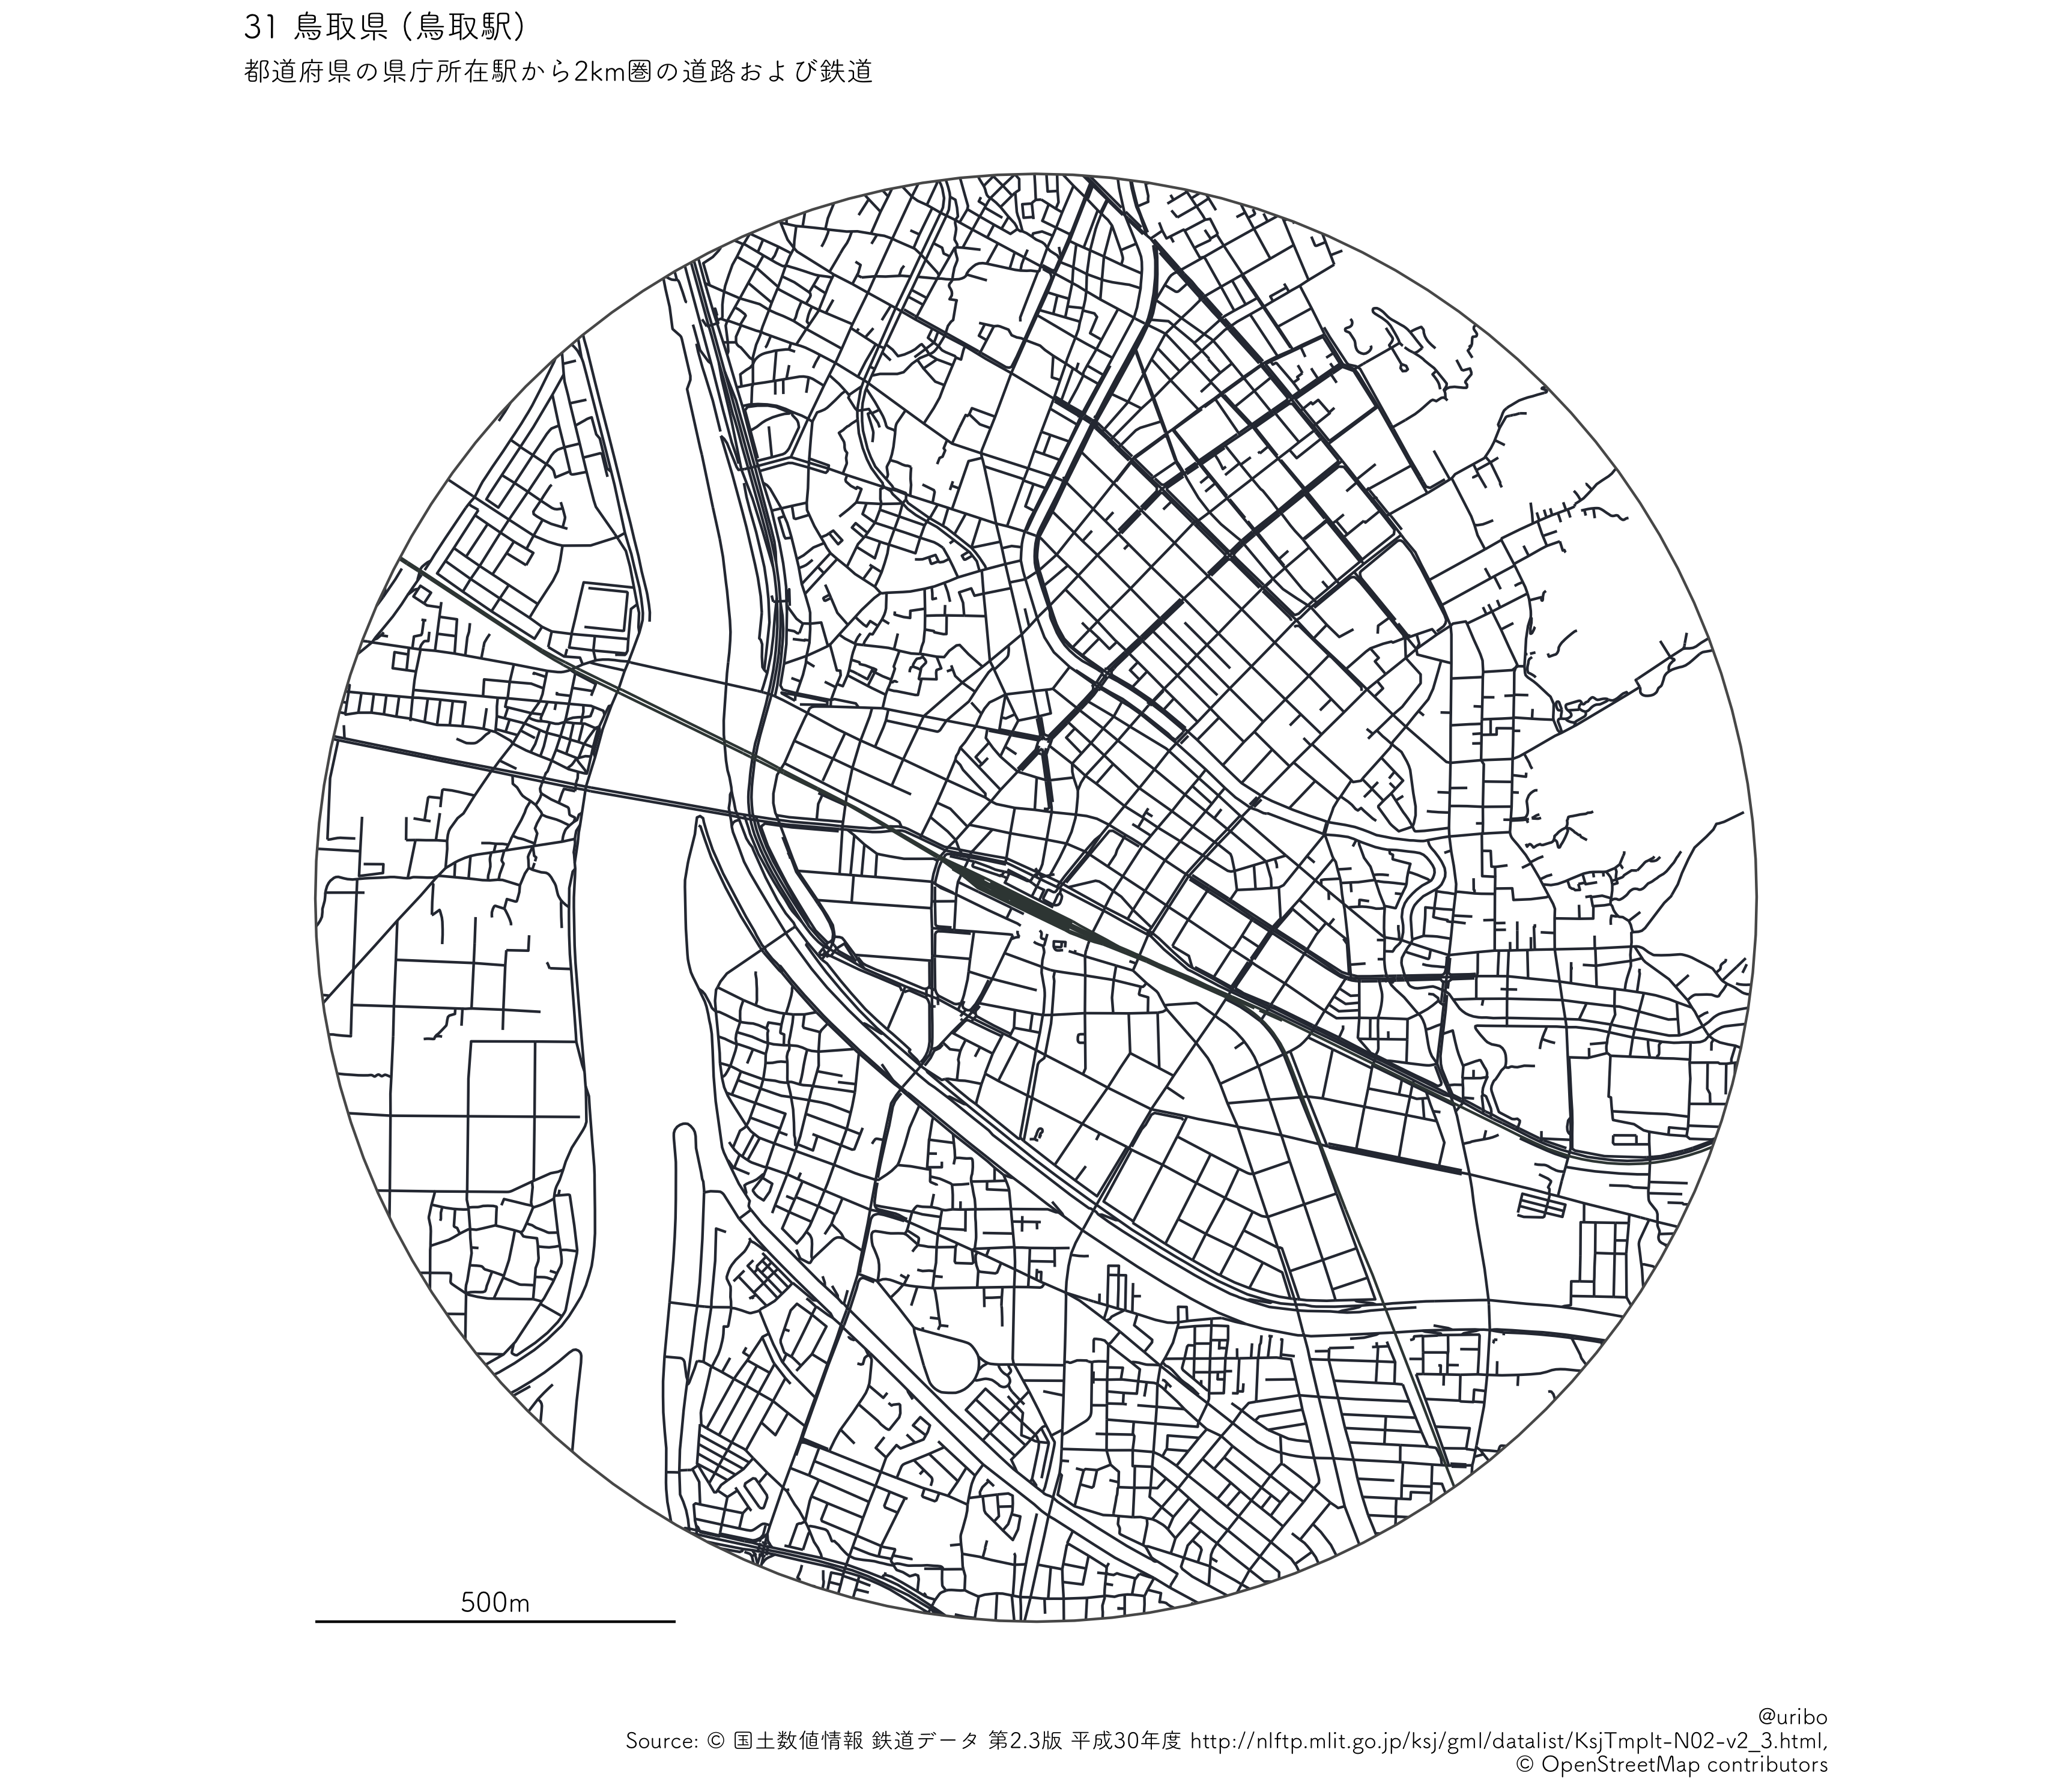 31 鳥取県 (鳥取駅)
都道府県の県庁所在駅から2km圏の道路および鉄道
500m
@uribo
Source: © 国土数値情報 鉄道データ 第2.3版 平成30年度 http://nlftp.mlit.go.jp/ksj/gml/datalist/KsjTmplt-N02-v2_3.html,
© OpenStreetMap contributors